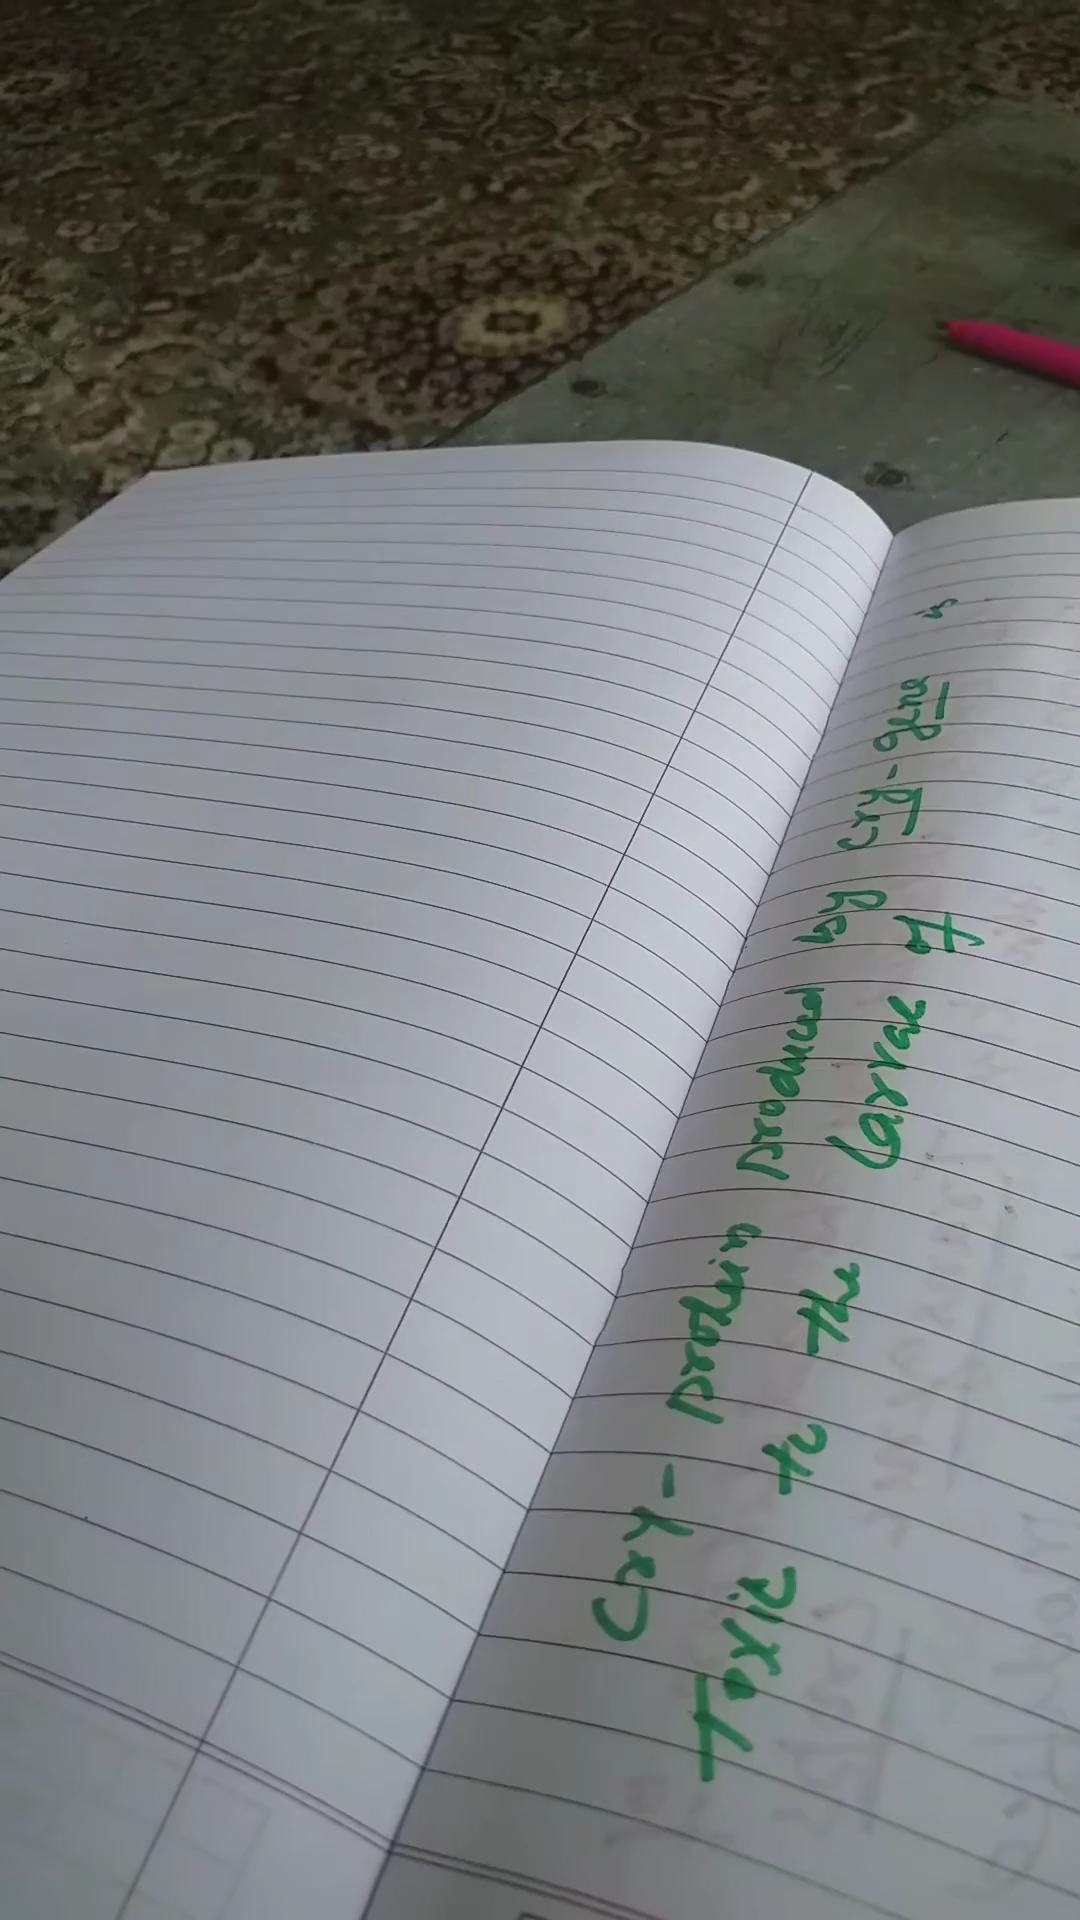 Cry-protein produced by cry-gene is
Toxic to the larvae of